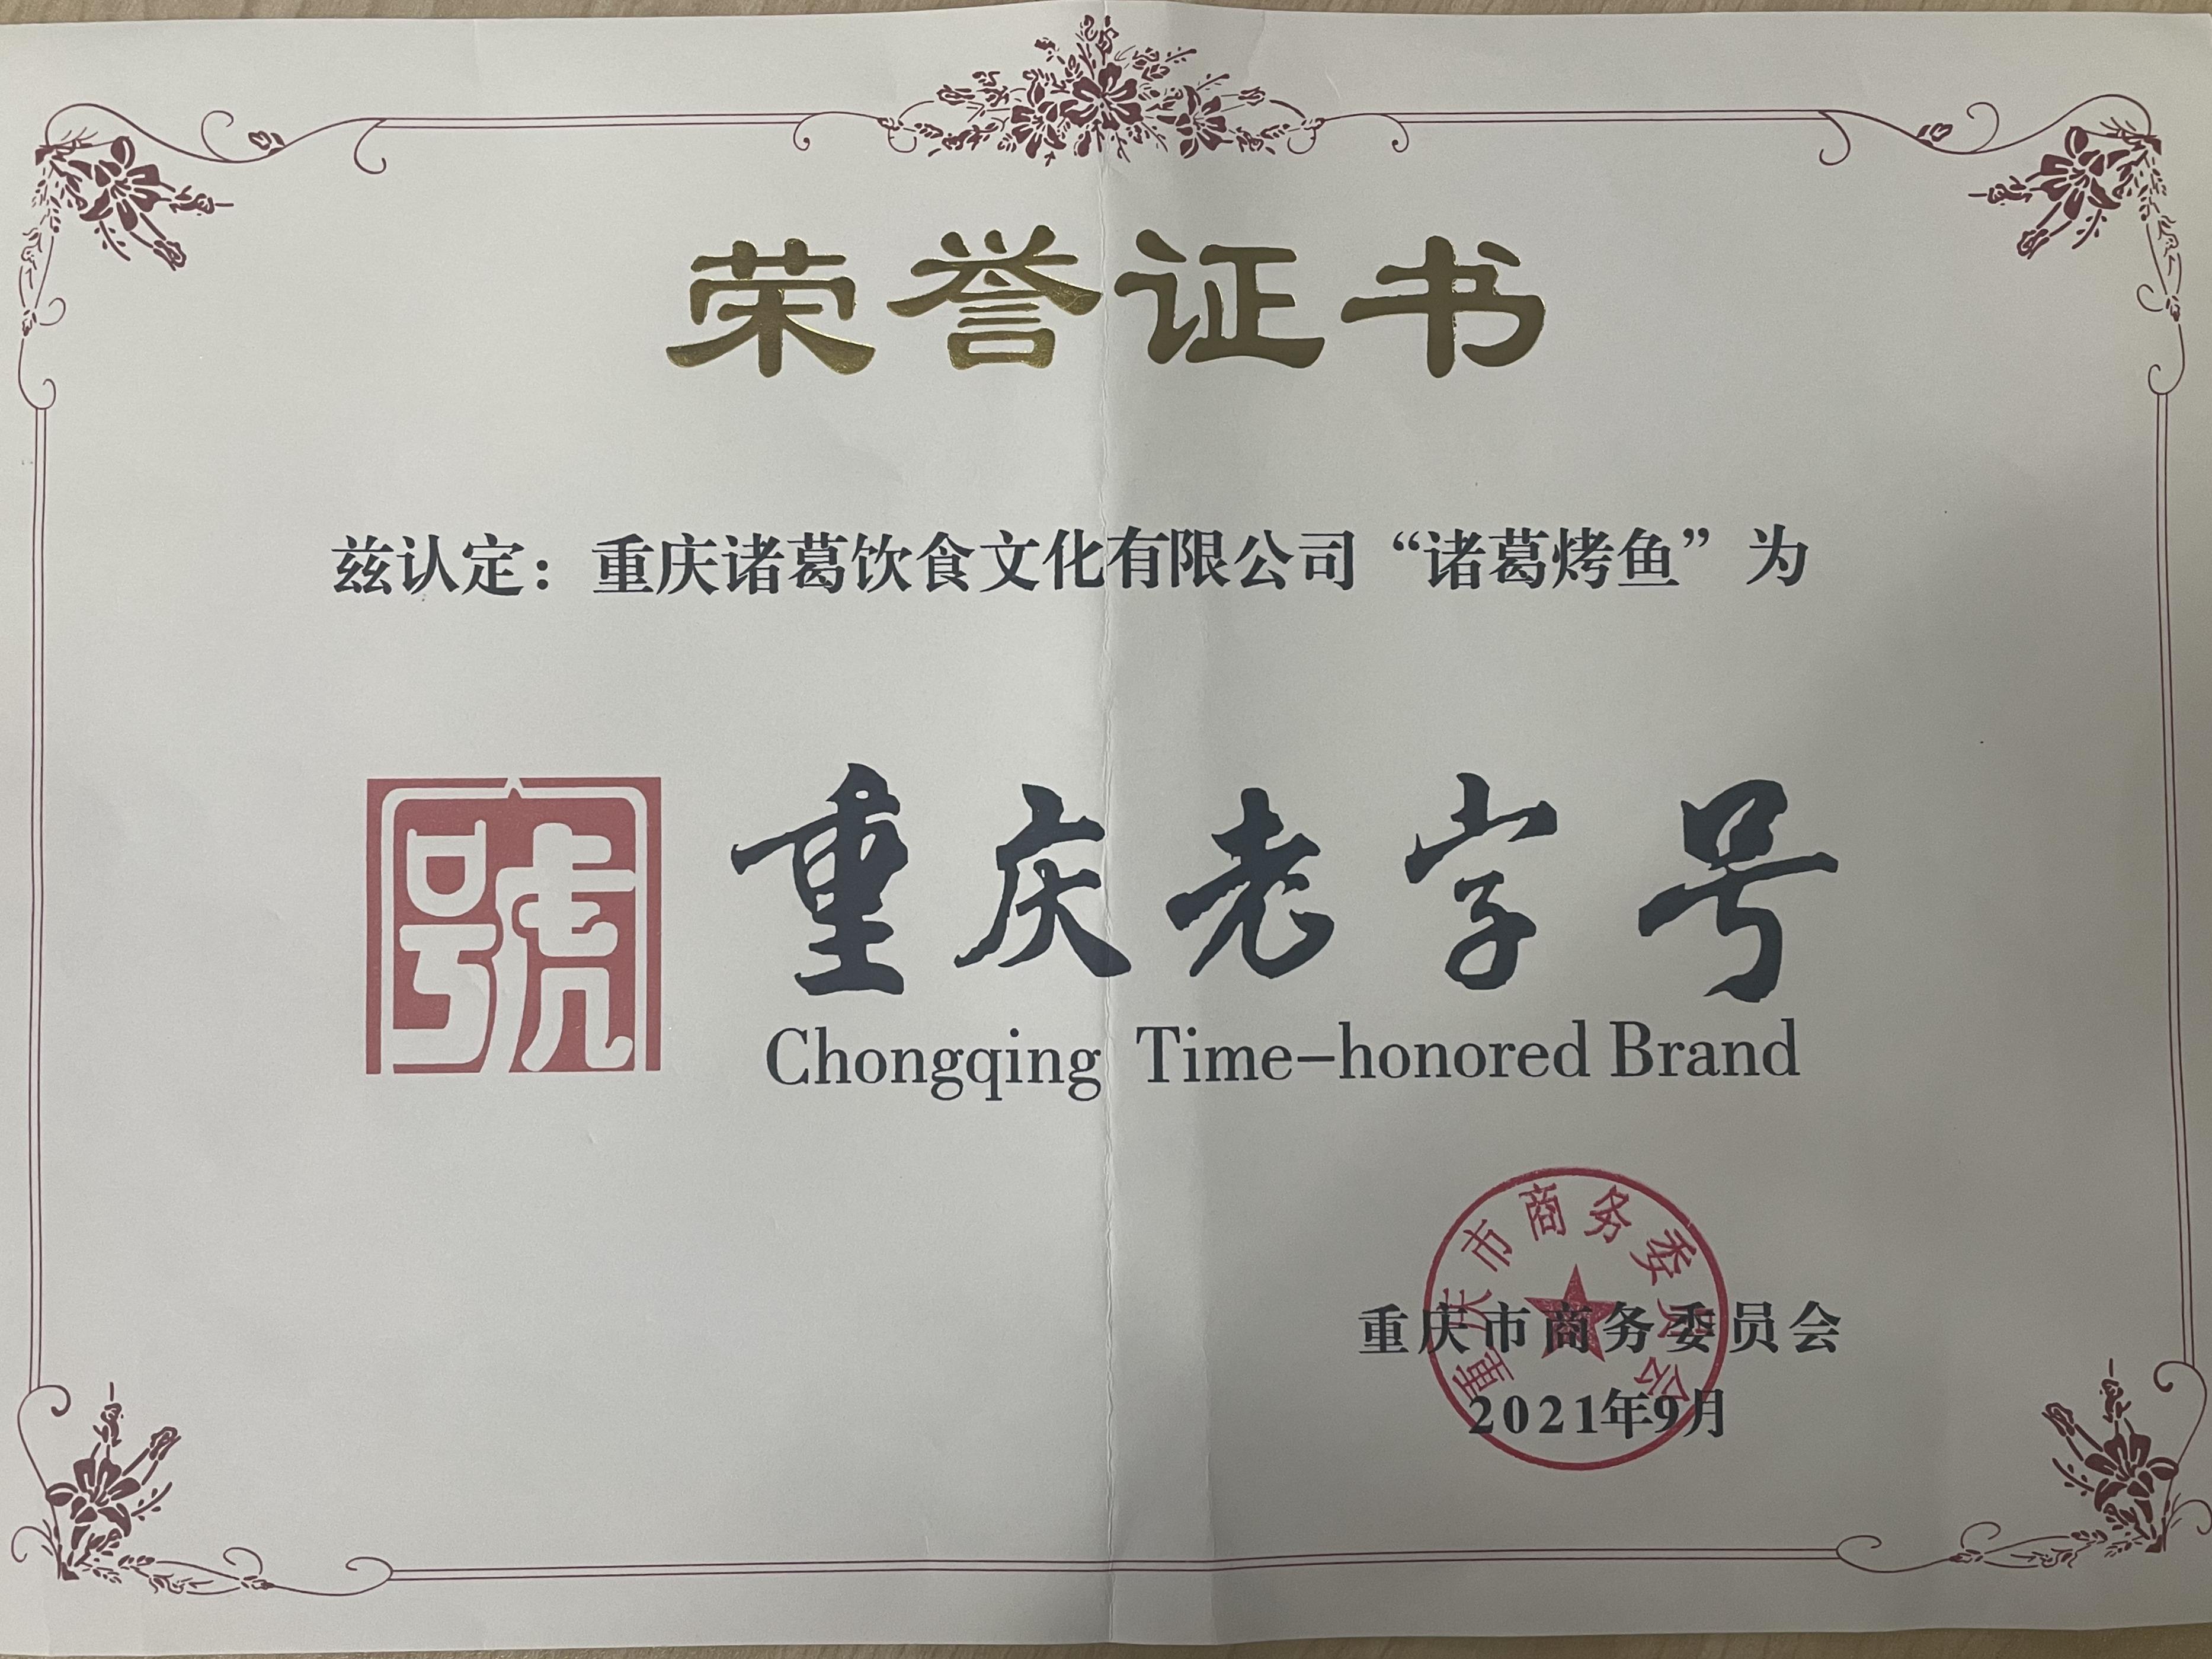 荣誉证书
兹认定：重庆诸葛饮食文化有限公司“诸葛烤鱼”为
號
重庆老字号
Chongqing Time-honored Brand
重庆市商务委员会
重庆市商务委员会
2021年9月